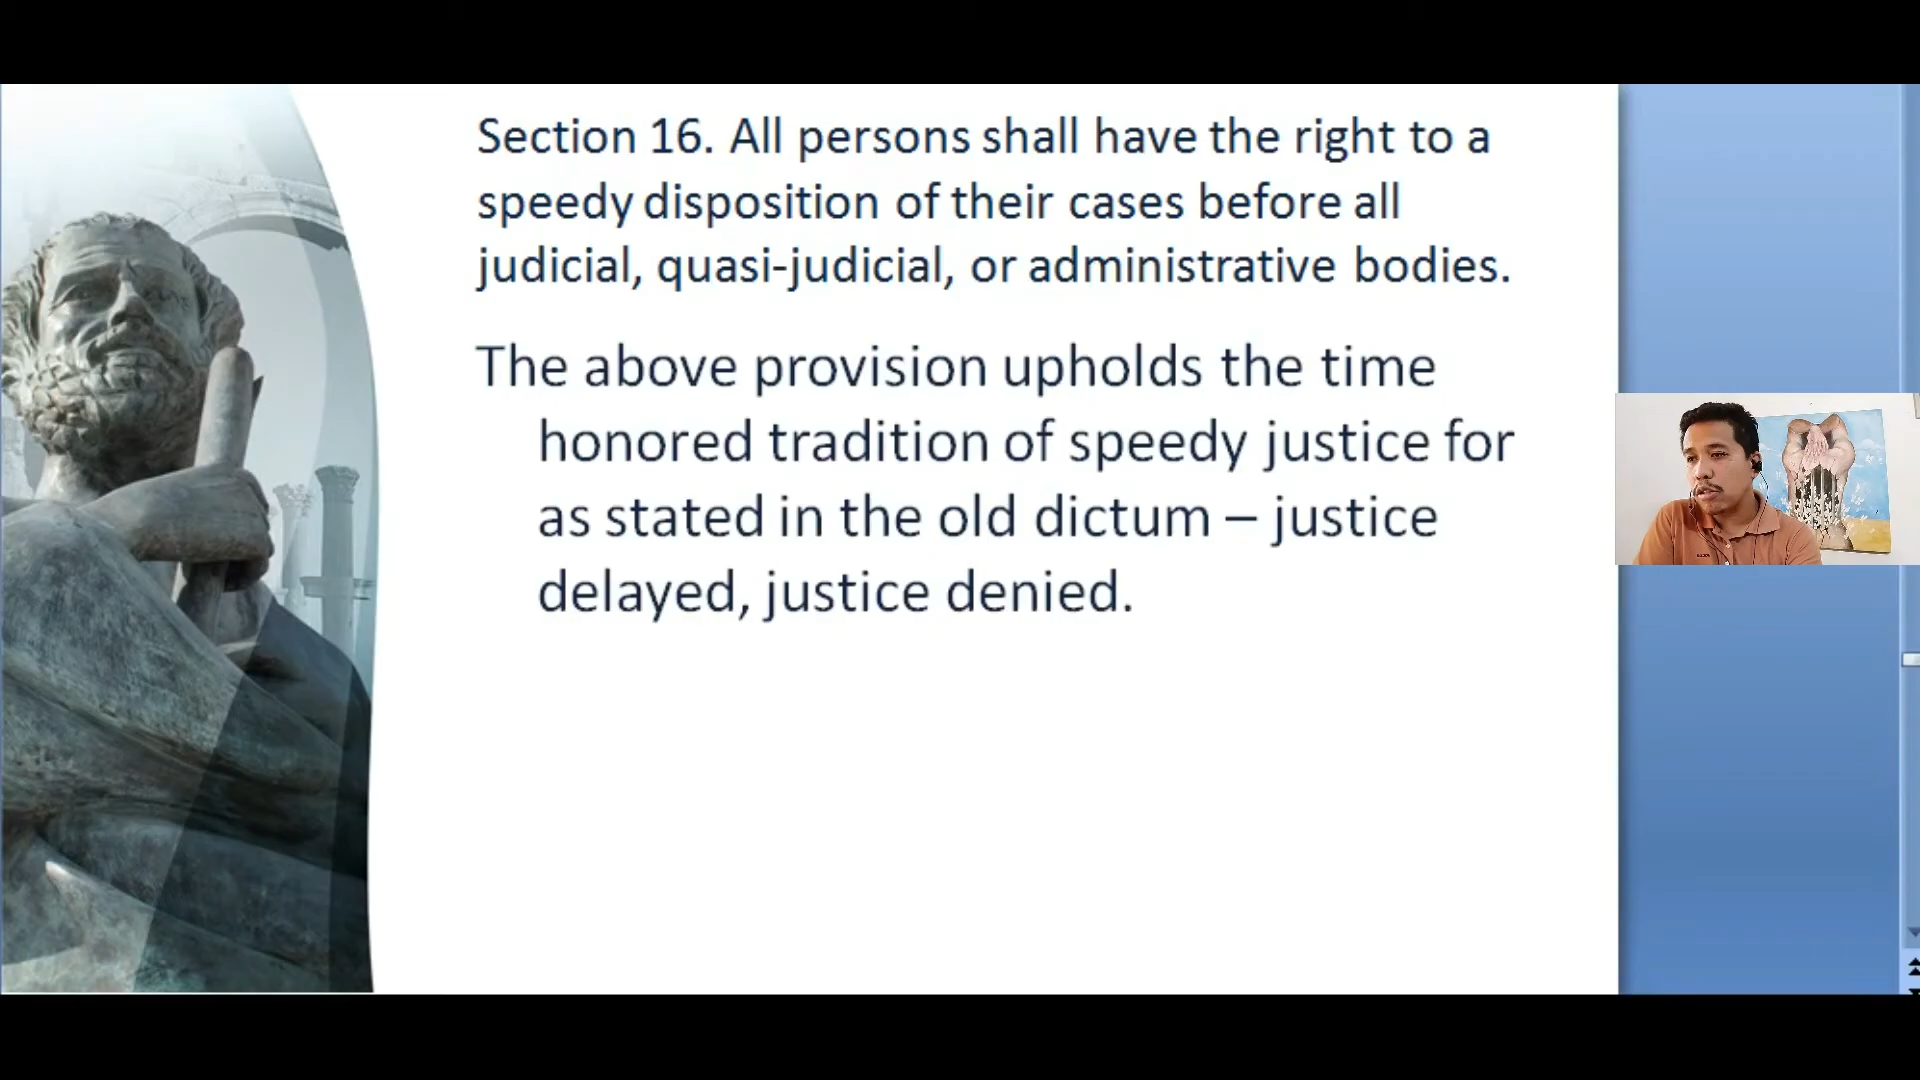 Section 16. All persons shall have the right to a
speedy disposition of their cases before all
judicial, quasi-judicial, or administrative bodies.
The above provision upholds the time
honored tradition of speedy justice for
as stated in the old dictum – justice
delayed, justice denied.